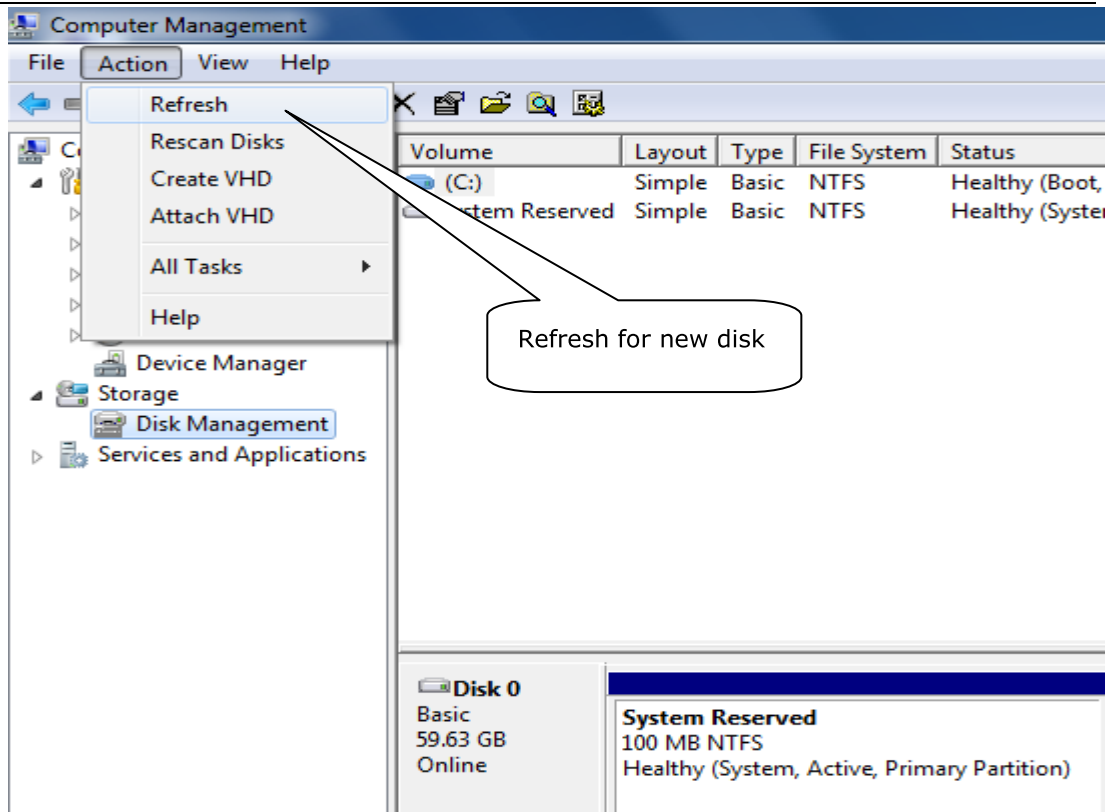 Computer Management
File Action View Help
Refresh
Rescan Disks
Create VHD
Attach VHD
All Tasks
Help
Device Manager
Storage
Disk Management
Services and Applications
Volume Layout Type File System Status
(C:) Simple Basic NTFS Healthy (Boot,
Reserved Simple Basic NTFS Healthy
Refresh for new disk
Disk 0
Basic
59.63 GB
Online
System Reserved
100 MB NTFS
Healthy (System, Active, Primary Partition)